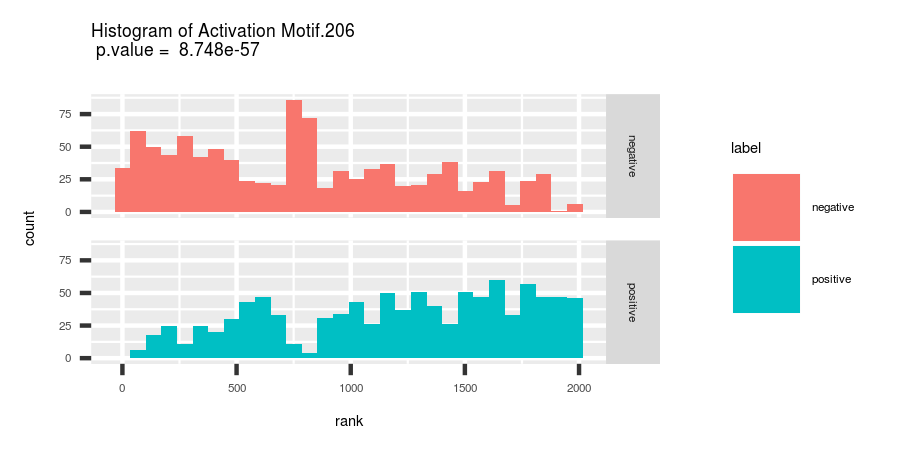 Histogram of Activation Motif.206
p.value = 8.748e-57
count
75
50
25
0
negative
75
50
25
0
positive
0 500 1000 1500 2000
rank
label
negative
positive